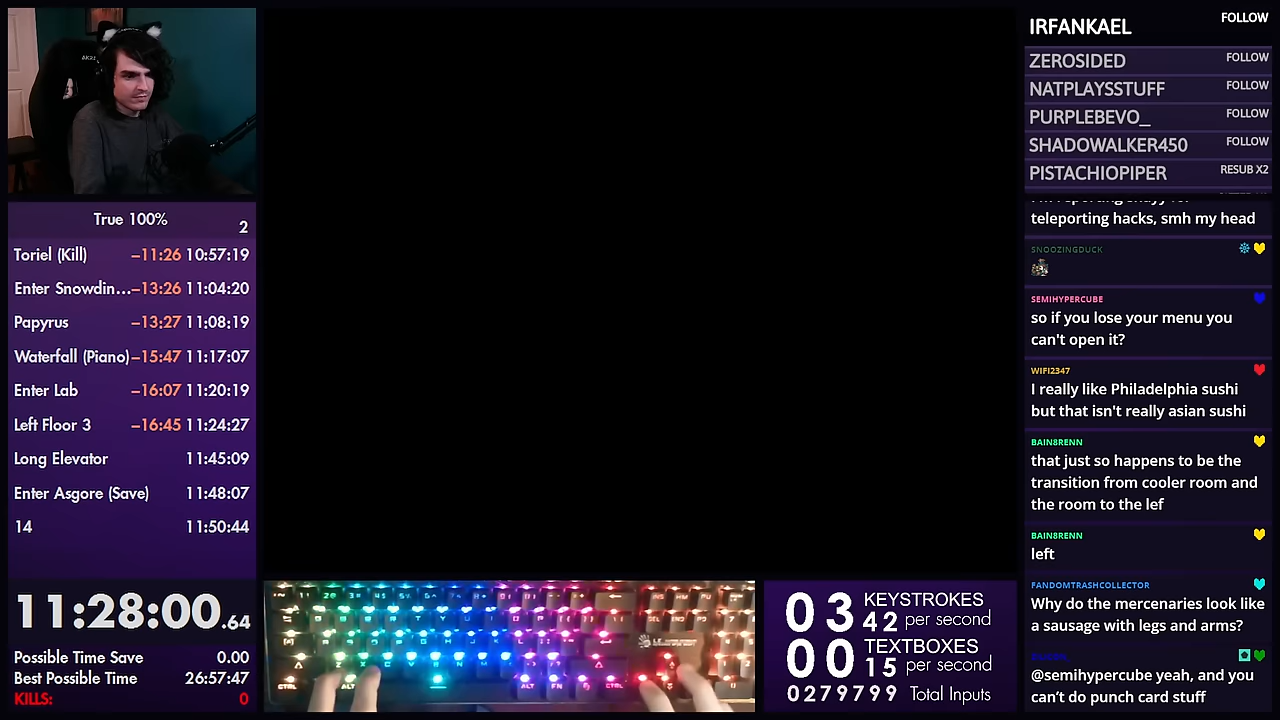 True 100%
2
Toriel (Kill) −11:26 10:57:19
Enter Snowdin... −13:26 11:04:20
Papyrus −13:27 11:08:19
Waterfall (Piano) −15:47 11:17:07
Enter Lab −16:07 11:20:19
Left Floor 3 −16:45 11:24:27
Long Elevator 11:45:09
Enter Asgore (Save) 11:48:07
14 11:50:44
11:28:00.64
Possible Time Save 0.00
Best Possible Time 26:57:47
KILLS: 0
03 KEYSTROKES
42 per second
00 TEXTBOXES
15 per second
0279799 Total Inputs
IRFANKAEL FOLLOW
ZEROSIDED FOLLOW
NATPLAYSSTUFF FOLLOW
PURPLEBEVO_ FOLLOW
SHADOWALKER450 FOLLOW
PISTACHIOPIPER RESUB X2
teleporting hacks, smh my head
SNOOZINGDUCK
SEMIHYPERCUBE
so if you lose your menu you
can't open it?
WIFI2347
I really like Philadelphia sushi
but that isn't really asian sushi
BAIN8RENN
that just so happens to be the
transition from cooler room and
the room to the lef
BAIN8RENN
left
FANDOMTRASHCOLLECTOR
Why do the mercenaries look like
a sausage with legs and arms?
@semihypercube yeah, and you
can't do punch card stuff